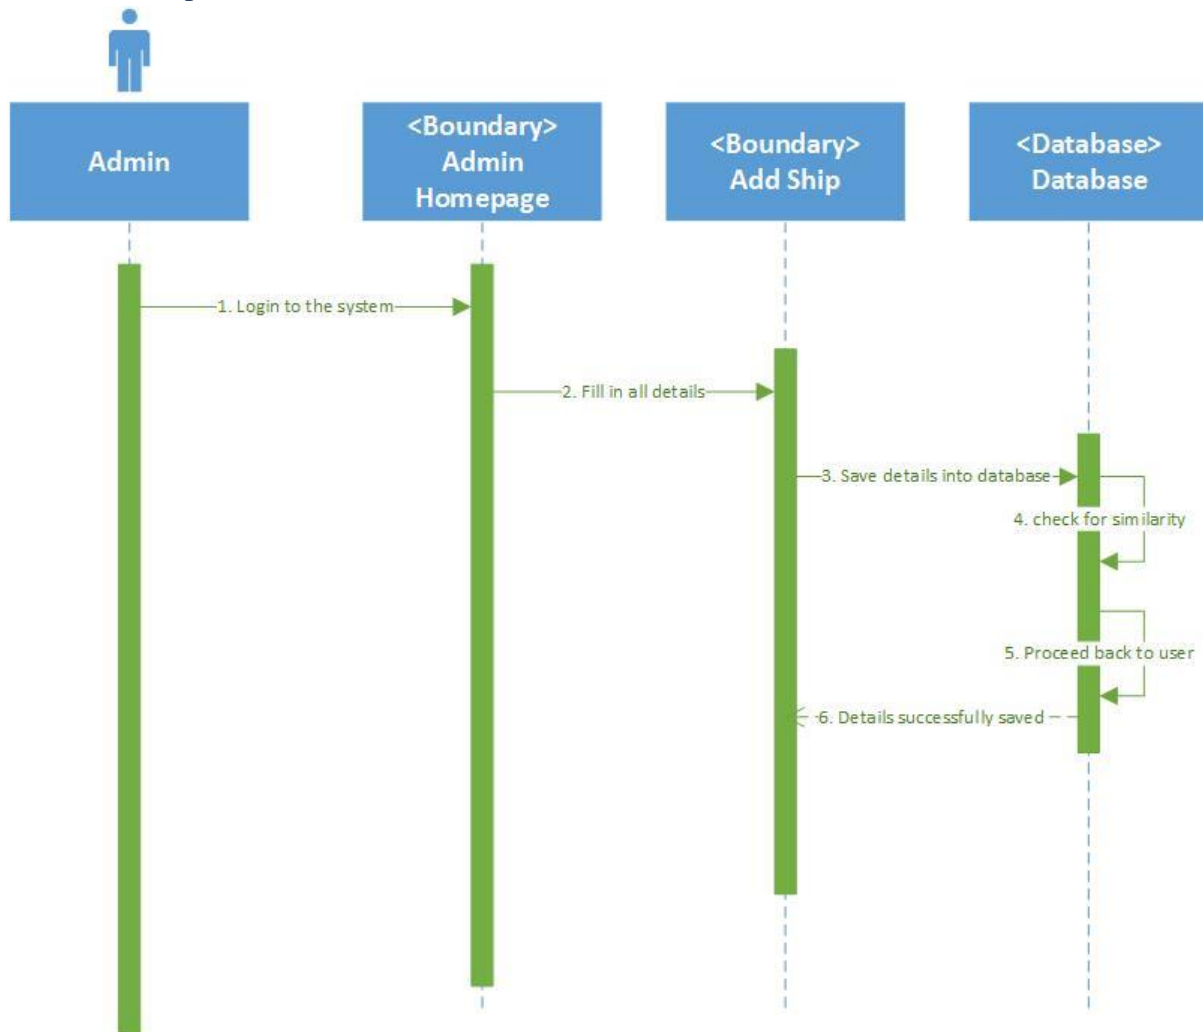 Admin
<Boundary>
Admin
Homepage
<Boundary>
Add Ship
<Database>
Database
1. Login to the system
2. Fill in all details
3. Save details into database
4. check for similarity
5. Proceed back to user
6. Details successfully saved